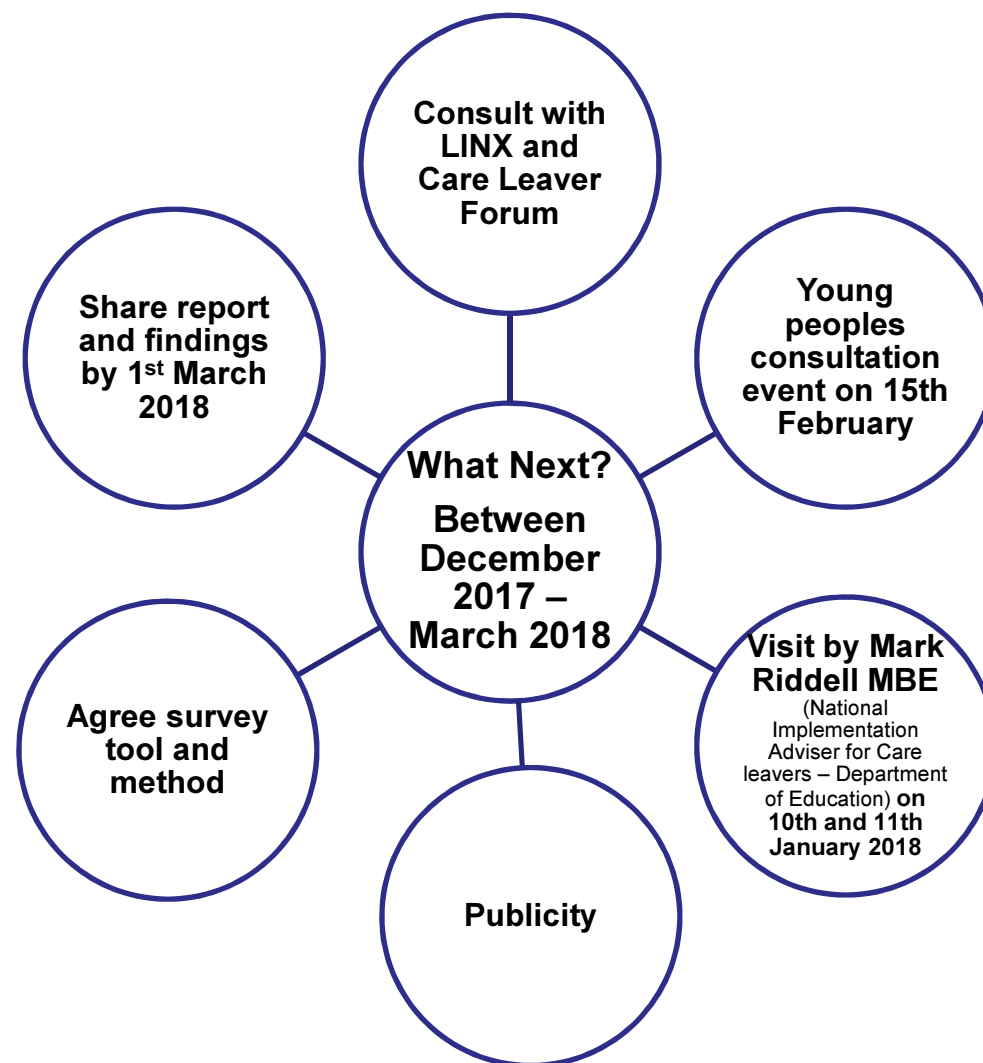 Consult with
LINX and
Care Leaver
Forum
Young
peoples
consultation
event on 15th
February
Visit by Mark
Riddell MBE
(National
Implementation
Adviser for Care
leavers – Department
of Education) on
10th and 11th
January 2018
Publicity
Agree survey
tool and
method
Share report
and findings
by 1st March
2018
What Next?
Between
December
2017 –
March 2018